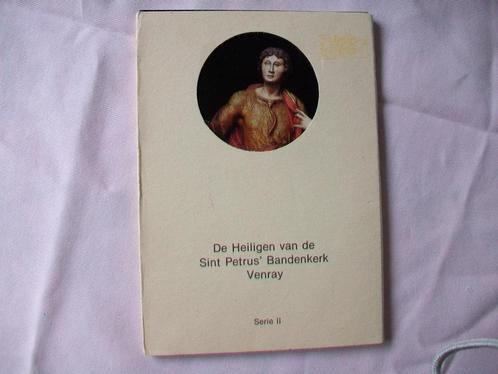 De Heiligen van de
Sint Petrus' Bandenkerk
Venray
Serie II